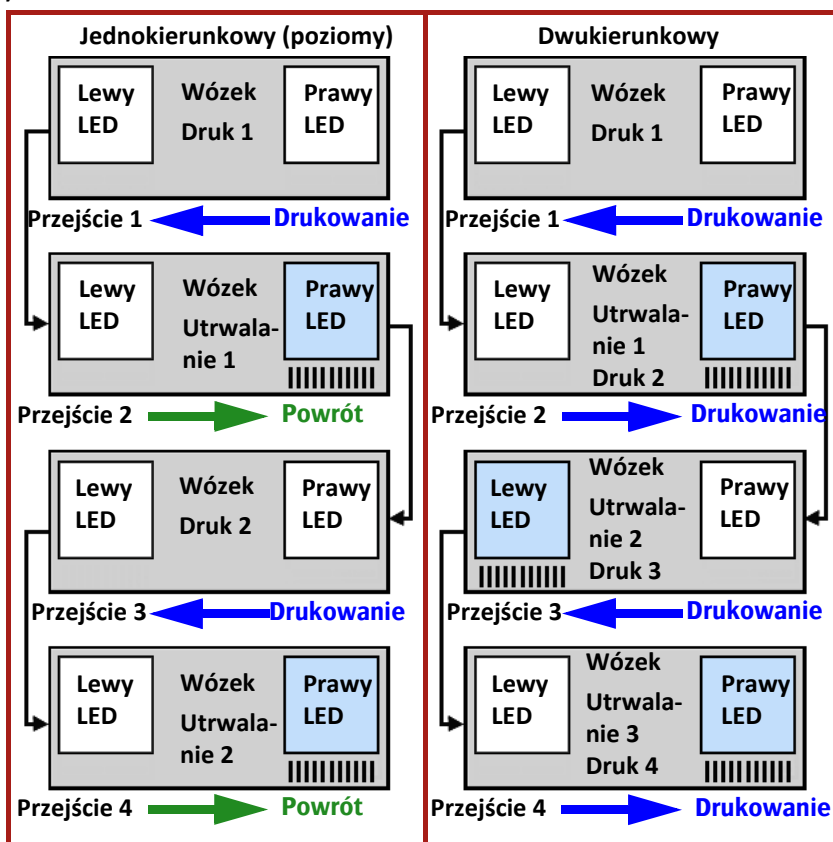 Jednokierunkowy (poziomy)
Lewy
LED
Wózek
Druk 1
Prawy
LED
Przejście 1
Drukowanie
Lewy
LED
Wózek
Utrwala-
nie 1
Prawy
LED
Przejście 2
Powrót
Lewy
LED
Wózek
Druk 2
Prawy
LED
Przejście 3
Drukowanie
Lewy
LED
Wózek
Utrwala-
nie 2
Prawy
LED
Przejście 4
Powrót
Dwukierunkowy
Lewy
LED
Wózek
Druk 1
Prawy
LED
Przejście 1
Drukowanie
Lewy
LED
Wózek
Utrwala-
nie 1
Druk 2
Prawy
LED
Przejście 2
Drukowanie
Lewy
LED
Wózek
Utrwala-
nie 2
Druk 3
Prawy
LED
Przejście 3
Drukowanie
Lewy
LED
Wózek
Utrwala-
nie 3
Druk 4
Prawy
LED
Przejście 4
Drukowanie